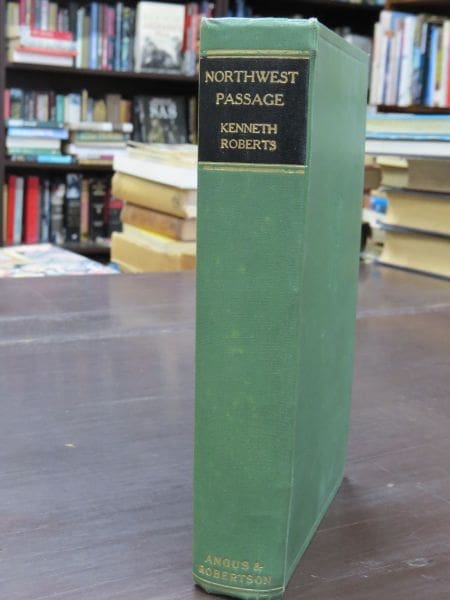 NORTHWEST
PASSAGE
KENNETH
ROBERTS
ANGUS &
ROBERTSON